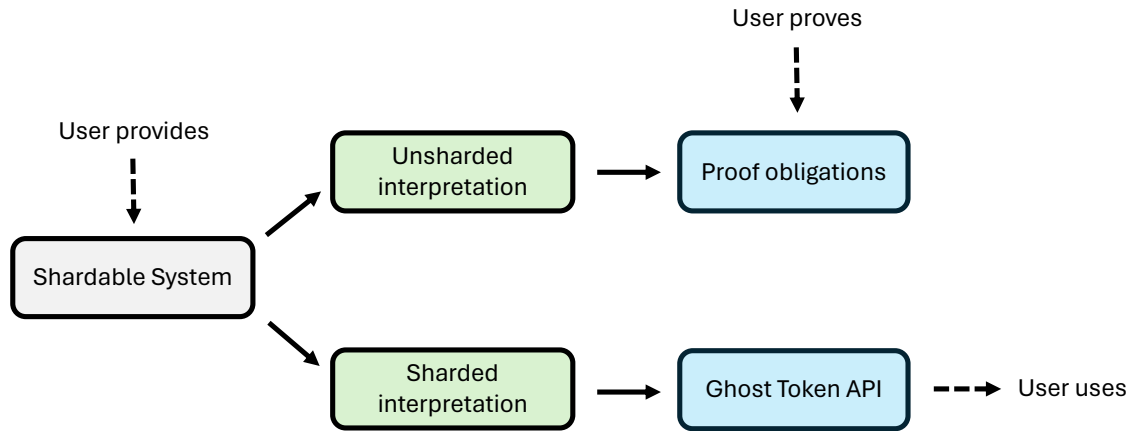 User proves
User provides
Unsharded
interpretation
Proof obligations
Shardable System
Sharded
interpretation
Ghost Token API
User uses